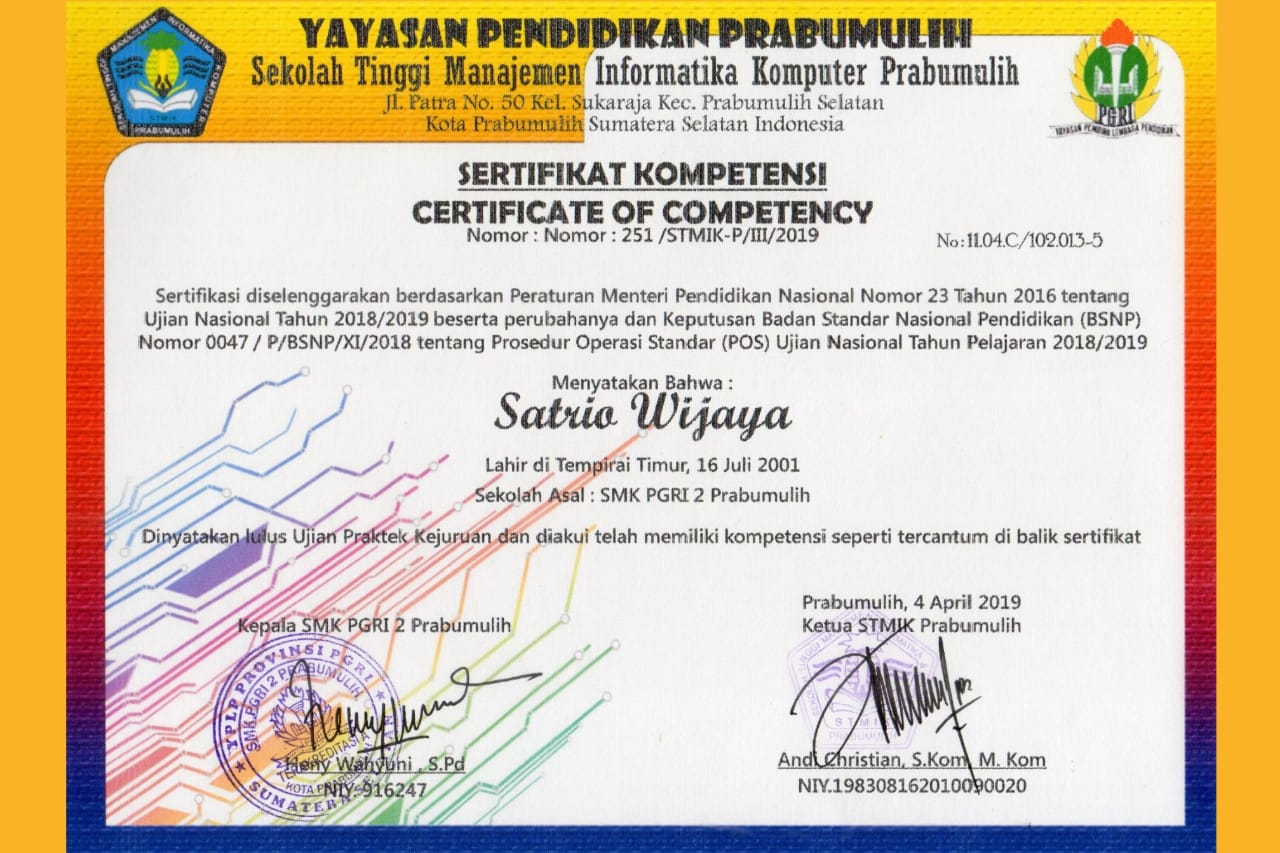 YAYASAN PENDIDIKAN PRABUMULIH
Sekolah Tinggi Manajemen Informatika Komputer Prabumulih
Jl. Patra No. 50 Kel. Sukaraja Kec. Prabumulih Selatan
Kota Prabumulih Sumatera Selatan Indonesia
STMIK
PRABUMULIH
PGRI
YAYASAN PEMBINA LEMBAGA PENDIDIKAN
SERTIFIKAT KOMPETENSI
CERTIFICATE OF COMPETENCY
Nomor : Nomor : 251 /STMIK-P/III/2019
No:11.04.C/102.013-5
Sertifikasi diselenggarakan berdasarkan Peraturan Menteri Pendidikan Nasional Nomor 23 Tahun 2016 tentang
Ujian Nasional Tahun 2018/2019 beserta perubahanya dan Keputusan Badan Standar Nasional Pendidikan (BSNP)
Nomor 0047 / P/BSNP/XI/2018 tentang Prosedur Operasi Standar (POS) Ujian Nasional Tahun Pelajaran 2018/2019
Menyatakan Bahwa :
Satrio Wijaya
Lahir di Tempirai Timur, 16 Juli 2001
Sekolah Asal : SMK PGRI 2 Prabumulih
Dinyatakan lulus Ujian Praktek Kejuruan dan diakui telah memiliki kompetensi seperti tercantum di balik sertifikat
Kepala SMK PGRI 2 Prabumulih
YPLP PROVINSI PGRI
SMK PGRI 2 PRABUMULIH
SUMATERA SELATAN
Heny Wahyuni , S.Pd
NIY. 916247
Prabumulih, 4 April 2019
Ketua STMIK Prabumulih
STMIK
PRABUMULIH
Andi Christian, S.Kom, M. Kom
NIY.198308162010090020